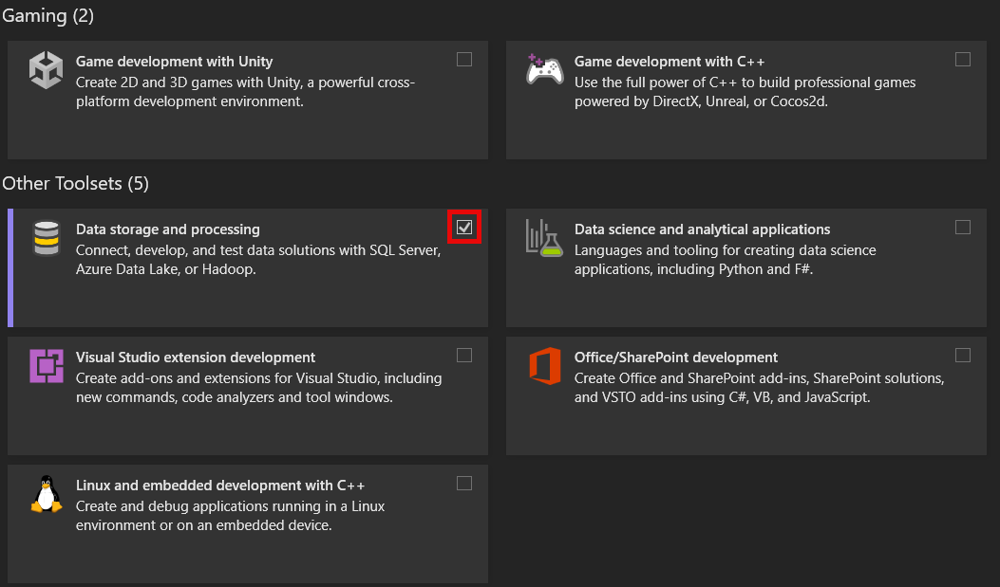 Gaming (2)
Game development with Unity
Create 2D and 3D games with Unity, a powerful cross-
platform development environment.
Game development with C++
Use the full power of C++ to build professional games
powered by DirectX, Unreal, or Cocos2d.
Other Toolsets (5)
Data storage and processing
Connect, develop, and test data solutions with SQL Server,
Azure Data Lake, or Hadoop.
Data science and analytical applications
Languages and tooling for creating data science
applications, including Python and F#.
Visual Studio extension development
Create add-ons and extensions for Visual Studio, including
new commands, code analyzers and tool windows.
Office/SharePoint development
Create Office and SharePoint add-ins, SharePoint solutions,
and VSTO add-ins using C#, VB, and JavaScript.
Linux and embedded development with C++
Create and debug applications running in a Linux
environment or on an embedded device.